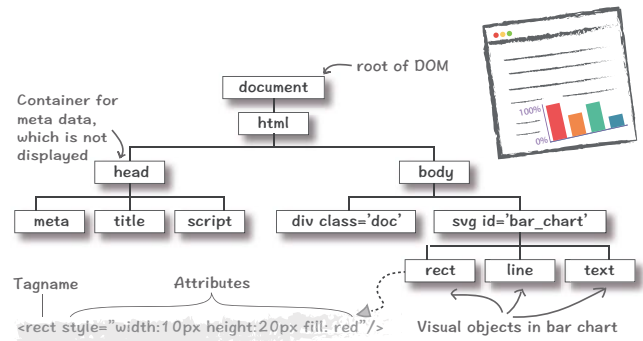 root of DOM
document
Container for
meta data,
which is not
displayed
html
100%
0%
head
body
meta
title
script
div class='doc'
svg id='bar_chart'
rect
line
text
Tagname
Attributes
<rect style="width:10px height:20px fill: red"/>
Visual objects in bar chart